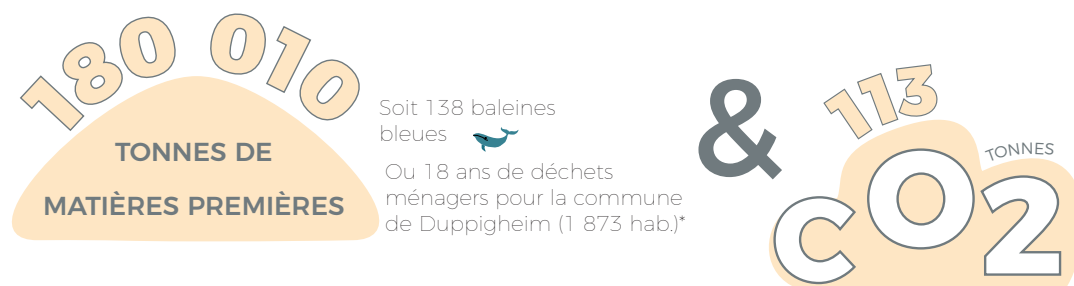 180 010
TONNES DE
MATIÈRES PREMIÈRES
Soit 138 baleines
bleues
Ou 18 ans de déchets
ménagers pour la commune
de Duppigheim (1 873 hab.)*
&
113
TONNES
CO2